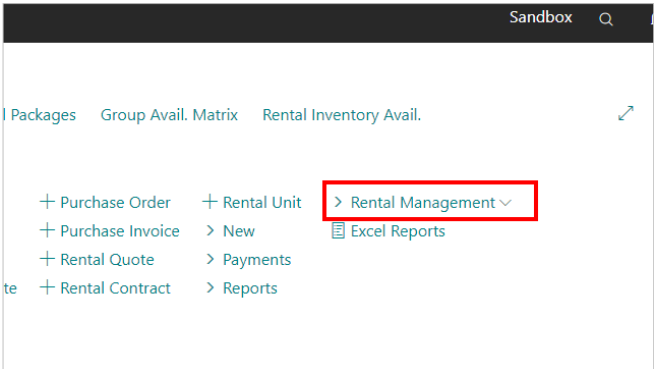 Sandbox
l Packages Group Avail. Matrix Rental Inventory Avail.
+ Purchase Order + Rental Unit > Rental Management
+ Purchase Invoice > New Excel Reports
+ Rental Quote > Payments
te + Rental Contract > Reports